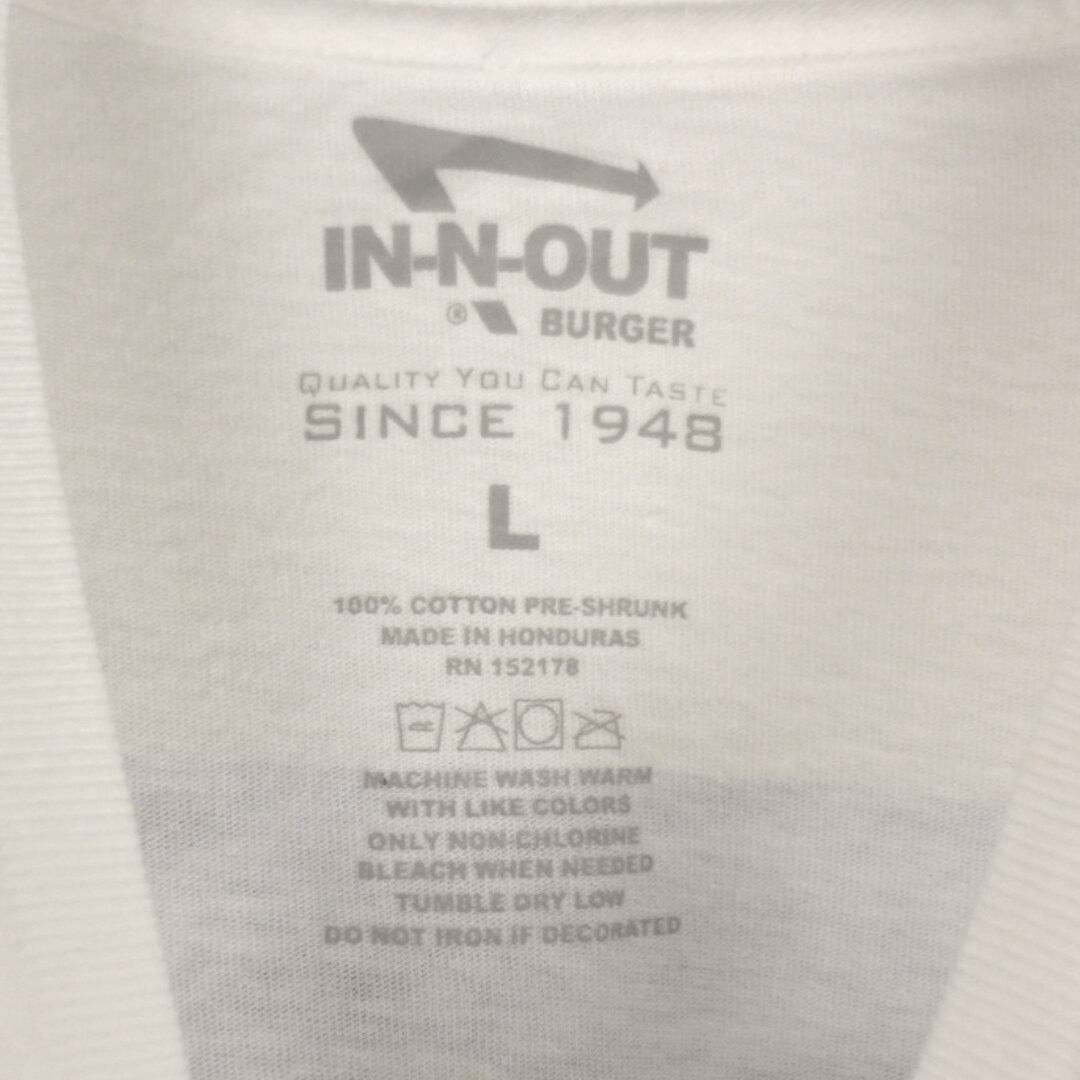 IN-N-OUT
® BURGER
QUALITY YOU CAN TASTE
SINCE 1948
L
100% COTTON PRE-SHRUNK
MADE IN HONDURAS
RN 152178
MACHINE WASH WARM
WITH LIKE COLORS
ONLY NON-CHLORINE
BLEACH WHEN NEEDED
TUMBLE DRY LOW
DO NOT IRON IF DECORATED